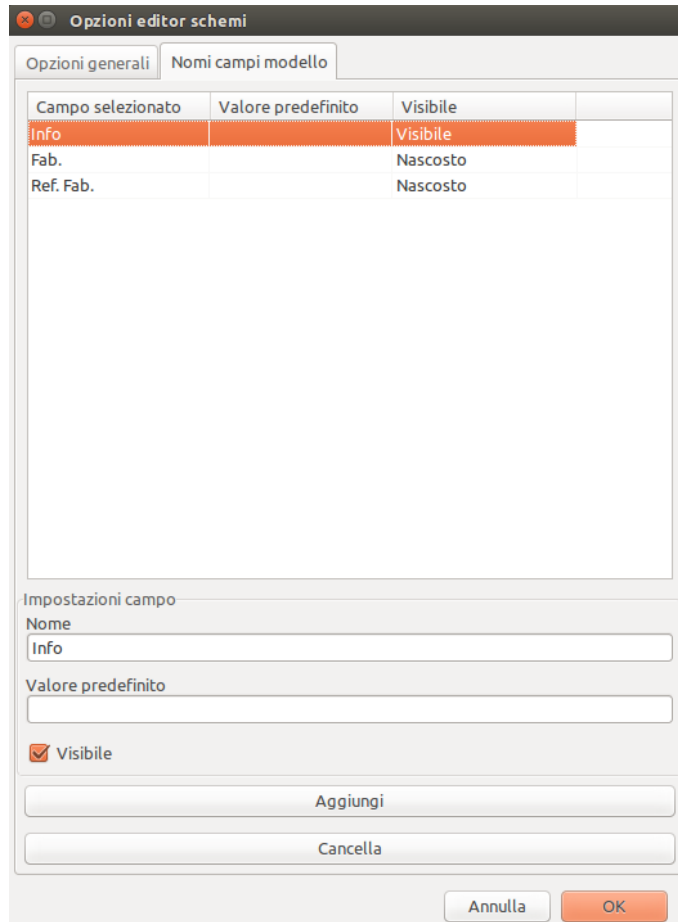 Opzioni editor schemi
Opzioni generali Nomi campi modello
Campo selezionato Valore predefinito Visibile
Info Visibile
Fab. Nascosto
Ref. Fab. Nascosto
Impostazioni campo
Nome
Info
Valore predefinito
Visibile
Aggiungi
Cancella
Annulla OK